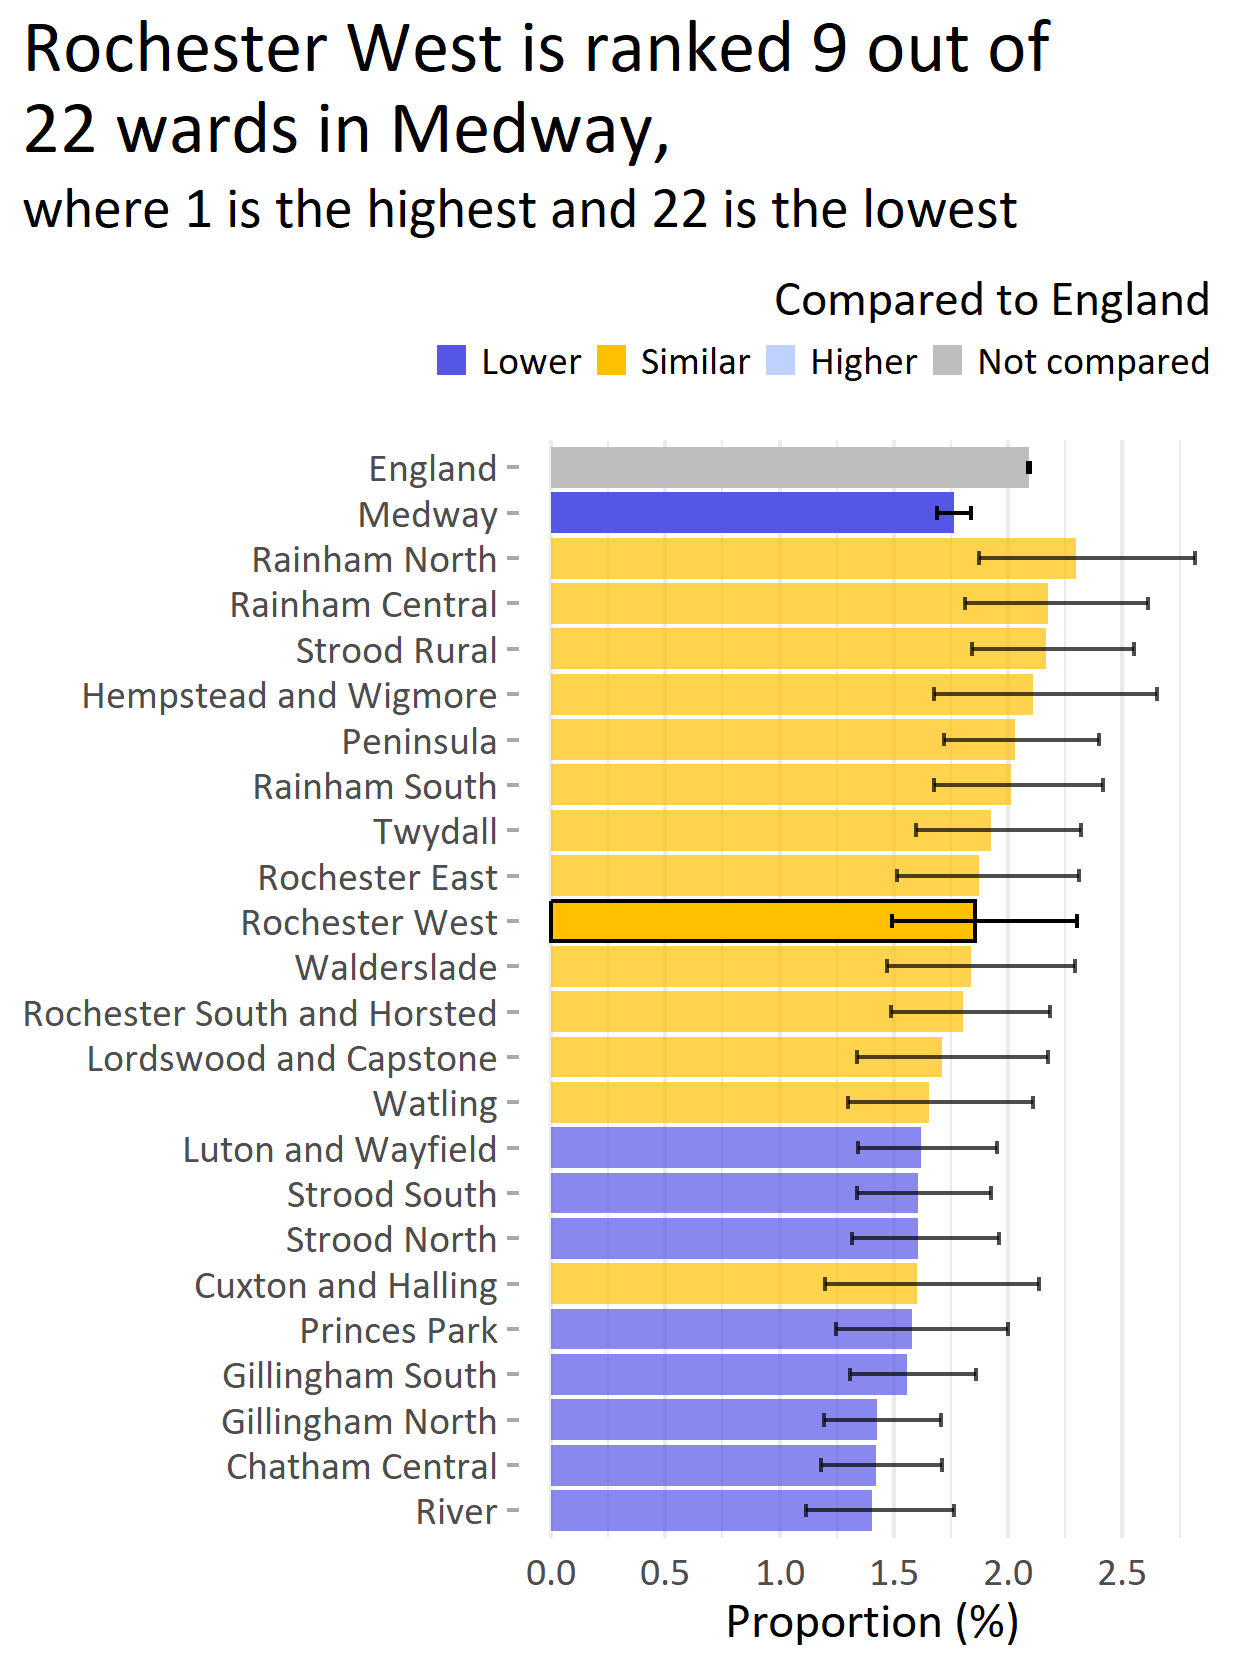 Rochester West is ranked 9 out of
22 wards in Medway,
where 1 is the highest and 22 is the lowest
Compared to England
Lower Similar Higher Not compared
England
Medway
Rainham North
Rainham Central
Strood Rural
Hempstead and Wigmore
Peninsula
Rainham South
Twydall
Rochester East
Rochester West
Walderslade
Rochester South and Horsted
Lordswood and Capstone
Watling
Luton and Wayfield
Strood South
Strood North
Cuxton and Halling
Princes Park
Gillingham South
Gillingham North
Chatham Central
River
0.0 0.5 1.0 1.5 2.0 2.5
Proportion (%)